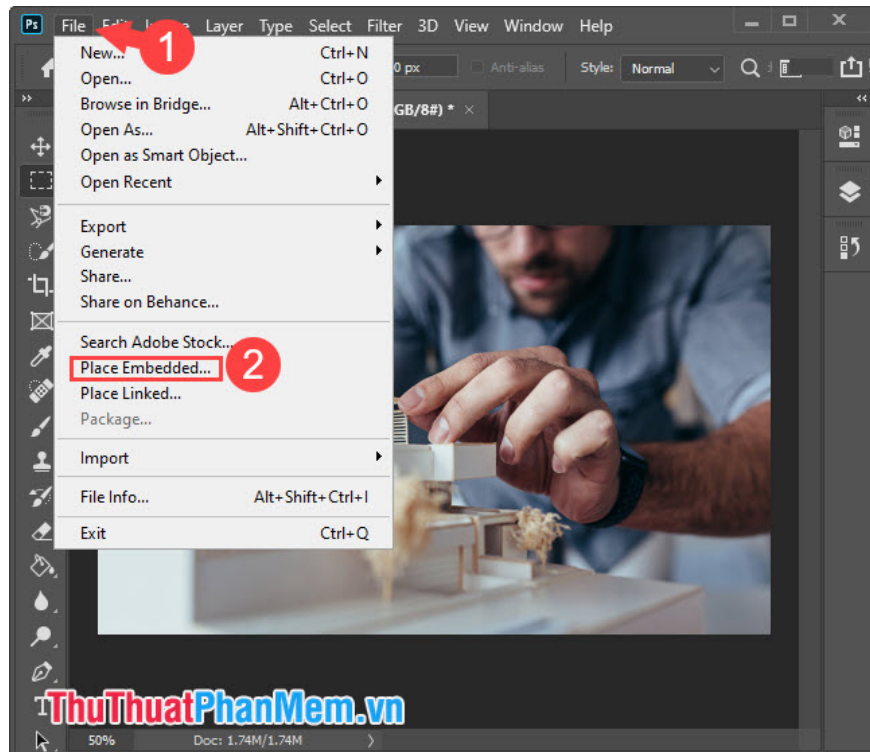 Ps File Edit Layer Type Select Filter 3D View Window Help
1
0 px Anti-alias Style: Normal
GB/8#) * ×
New... Ctrl+N
Open... Ctrl+O
Browse in Bridge... Alt+Ctrl+O
Open As... Alt+Shift+Ctrl+O
Open as Smart Object...
Open Recent
Export
Generate
Share...
Share on Behance...
Search Adobe Stock...
Place Embedded... 2
Place Linked...
Package...
Import
File Info... Alt+Shift+Ctrl+I
Exit Ctrl+Q
T
ThuThuatPhanMem.vn
50% Doc: 1.74M/1.74M